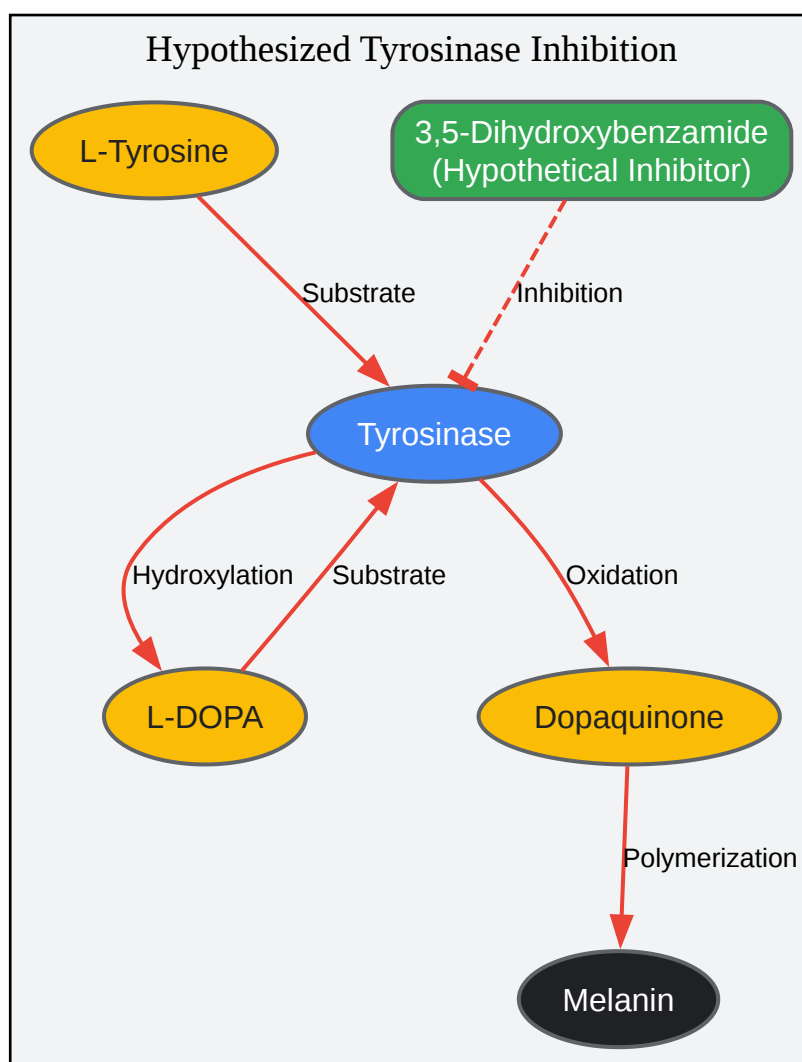 Hypothesized Tyrosinase Inhibition
L-Tyrosine
3,5-Dihydroxybenzamide
(Hypothetical Inhibitor)
Substrate
Inhibition
Tyrosinase
Hydroxylation
Substrate
Oxidation
L-DOPA
Dopaquinone
Polymerization
Melanin